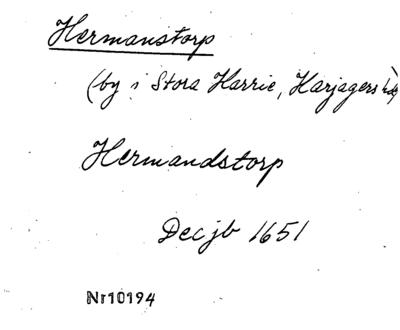 Hermanstorp
(by i Stora Harrie, Harjagers hd)
Hermandstorp
Decjb 1651
Nr10194